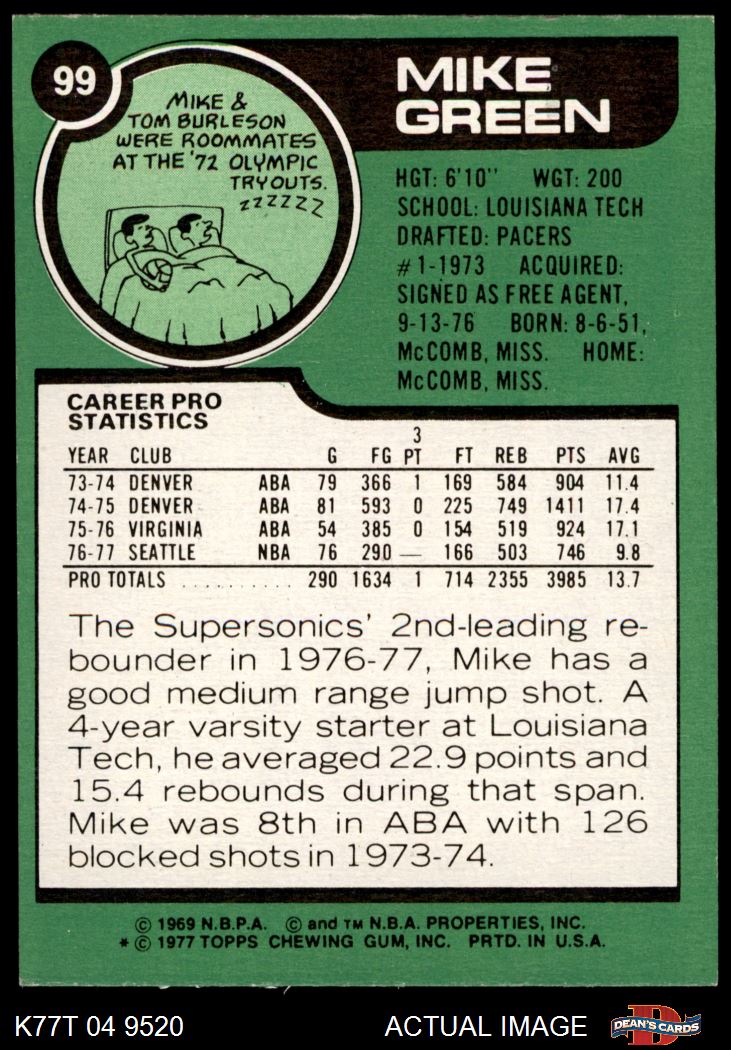 99
MIKE
GREEN
MIKE &
TOM BURLESON
WERE ROOMMATES
AT THE '72 OLYMPIC
TRYOUTS.
ZZZZZZ
HGT: 6'10" WGT: 200
SCHOOL: LOUISIANA TECH
DRAFTED: PACERS
#1-1973 ACQUIRED:
SIGNED AS FREE AGENT,
9-13-76 BORN: 8-6-51,
McCOMB, MISS. HOME:
McCOMB, MISS.
CAREER PRO
STATISTICS
YEAR CLUB G FG 3 PT FT REB PTS AVG
73-74 DENVER ABA 79 366 1 169 584 904 11.4
74-75 DENVER ABA 81 593 0 225 749 1411 17.4
75-76 VIRGINIA ABA 54 385 0 154 519 924 17.1
76-77 SEATTLE NBA 76 290 — 166 503 746 9.8
PRO TOTALS .......... 290 1634 1 714 2355 3985 13.7
The Supersonics' 2nd-leading re-
bounder in 1976-77, Mike has a
good medium range jump shot. A
4-year varsity starter at Louisiana
Tech, he averaged 22.9 points and
15.4 rebounds during that span.
Mike was 8th in ABA with 126
blocked shots in 1973-74.
© 1969 N.B.P.A. © and TM N.B.A. PROPERTIES, INC.
* © 1977 TOPPS CHEWING GUM, INC. PRTD. IN U.S.A.
K77T 04 9520 ACTUAL IMAGE D DEAN'S CARDS